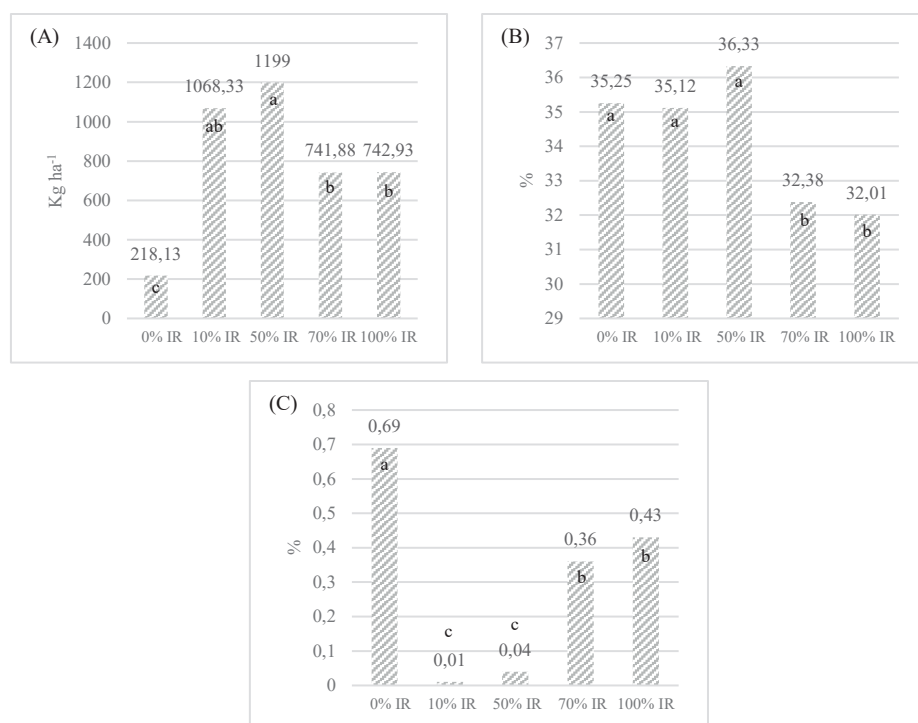 (A)
1400
1200
1000
800
600
400
200
0
Kg ha⁻¹
218,13
c
1068,33
ab
1199
a
741,88
b
742,93
b
0% IR 10% IR 50% IR 70% IR 100% IR
(B)
37
36
35
34
33
32
31
30
29
%
35,25
a
35,12
a
36,33
a
32,38
b
32,01
b
0% IR 10% IR 50% IR 70% IR 100% IR
(C)
0,8
0,7
0,6
0,5
0,4
0,3
0,2
0,1
0
%
0,69
a
c
0,01
c
0,04
0,36
b
0,43
b
0% IR 10% IR 50% IR 70% IR 100% IR